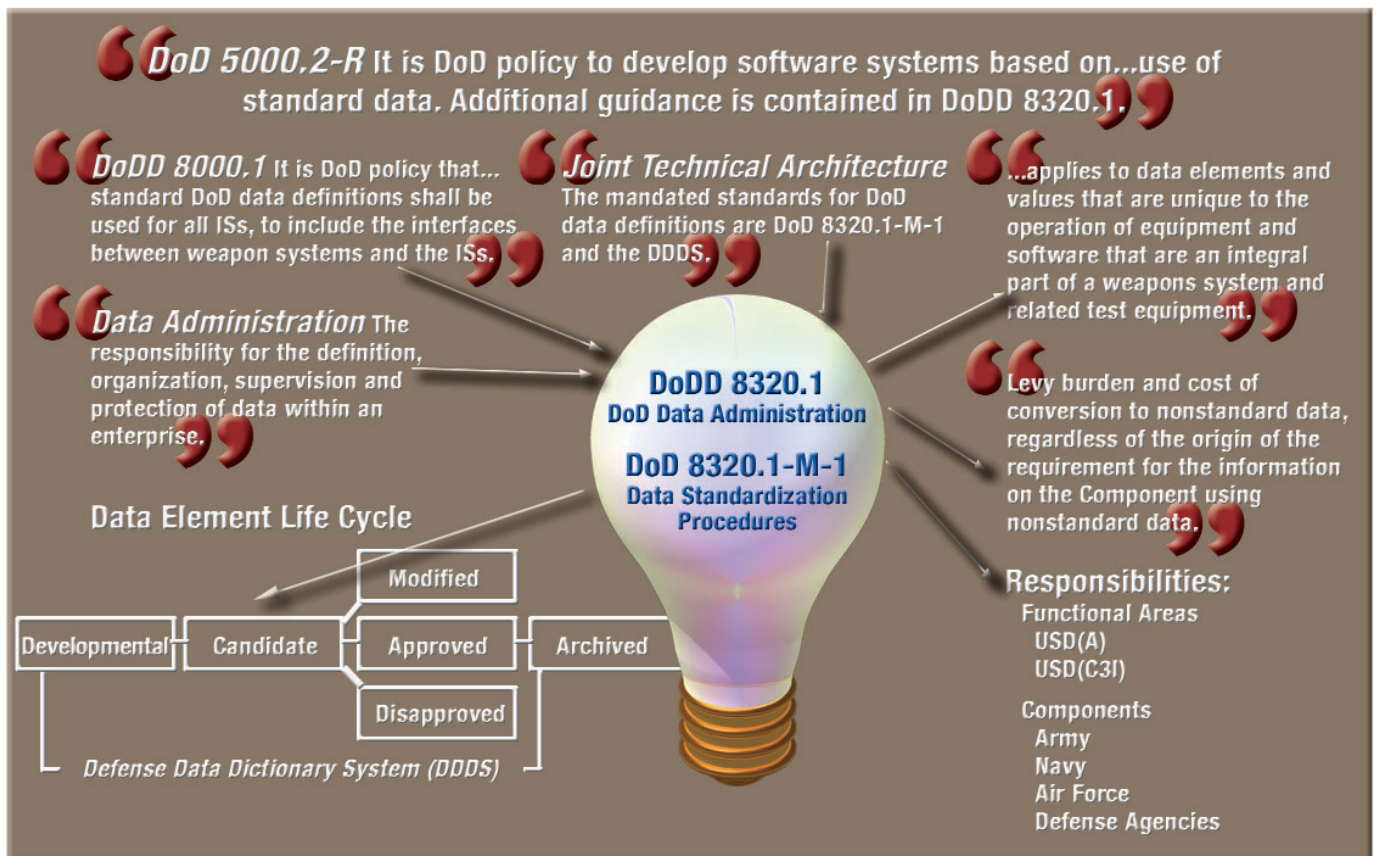 DoD 5000.2-R It is DoD policy to develop software systems based on...use of
standard data. Additional guidance is contained in DoDD 8320.1.
DoDD 8000.1 It is DoD policy that...
standard DoD data definitions shall be
used for all ISs, to include the interfaces
between weapon systems and the ISs.
Joint Technical Architecture
The mandated standards for DoD
data definitions are DoD 8320.1-M-1
and the DDDS.
...applies to data elements and
values that are unique to the
operation of equipment and
software that are an integral
part of a weapons system and
related test equipment.
Data Administration The
responsibility for the definition,
organization, supervision and
protection of data within an
enterprise.
DoDD 8320.1
DoD Data Administration
DoD 8320.1-M-1
Data Standardization
Procedures
Levy burden and cost of
conversion to nonstandard data,
regardless of the origin of the
requirement for the information
on the Component using
nonstandard data.
Data Element Life Cycle
Modified
Developmental
Candidate
Approved
Archived
Disapproved
Defense Data Dictionary System (DDDS)
Responsibilities:
Functional Areas
USD(A)
USD(C3I)
Components
Army
Navy
Air Force
Defense Agencies